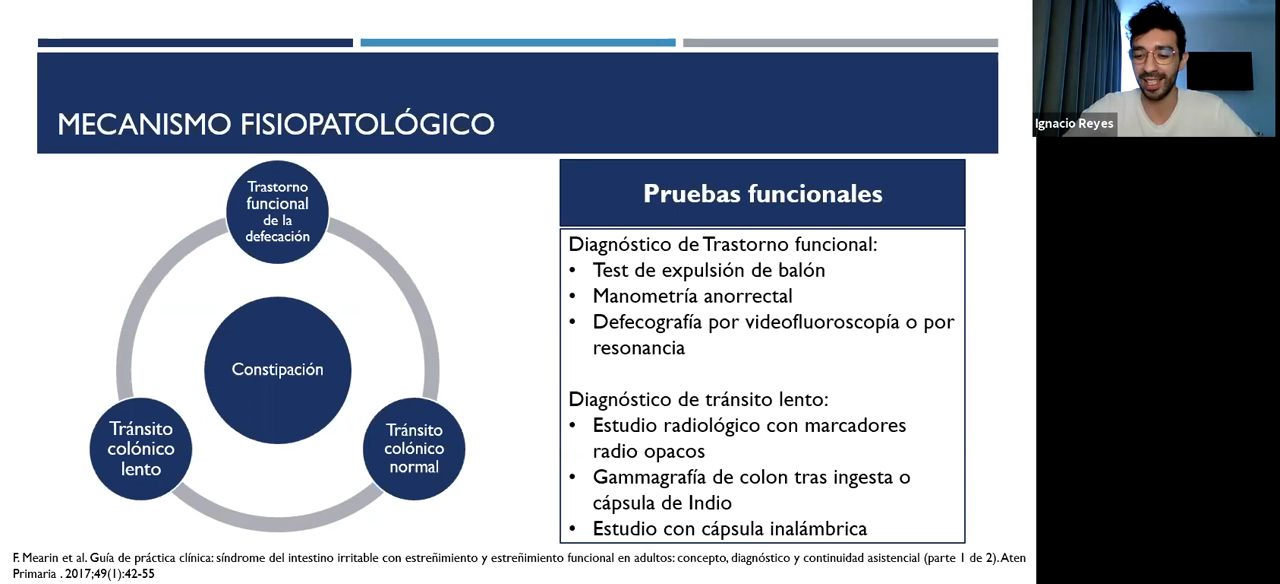 MECANISMO FISIOPATOLÓGICO
Trastorno
funcional
de la
defecación
Constipación
Tránsito
colónico
lento
Tránsito
colónico
normal
Pruebas funcionales
Diagnóstico de Trastorno funcional:
• Test de expulsión de balón
• Manometría anorrectal
• Defecografía por videofluoroscopía o por
resonancia
Diagnóstico de tránsito lento:
• Estudio radiológico con marcadores
radio opacos
• Gammagrafía de colon tras ingesta o
cápsula de Indio
• Estudio con cápsula inalámbrica
F. Mearin et al. Guía de práctica clínica: síndrome del intestino irritable con estreñimiento y estreñimiento funcional en adultos: concepto, diagnóstico y continuidad asistencial (parte 1 de 2). Aten
Primaria . 2017;49(1):42-55
Ignacio Reyes